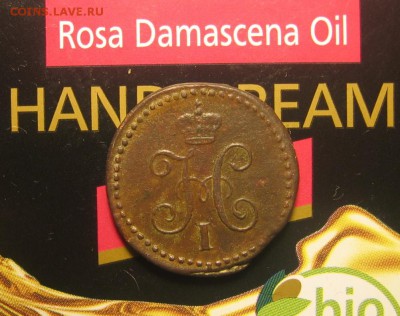 COINS.LAVE.RU
Rosa Damascena Oil
HAND CREAM
H
I
bio